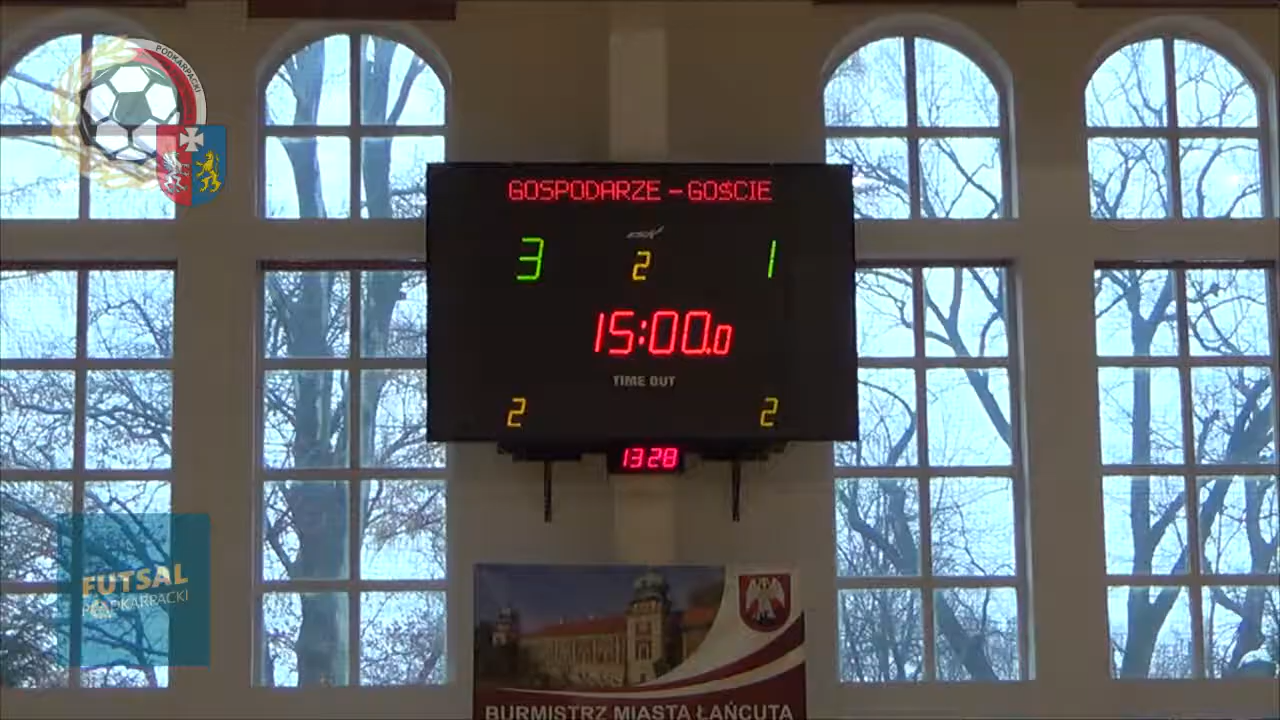 PODKARPACKI
GOSPODARZE - GOŚCIE
3 2 1
15:00.0
TIME OUT
2 2
13 28
FUTSAL
PODKARPACKI
BURMISTRZ MIASTA ŁAŃCUTA